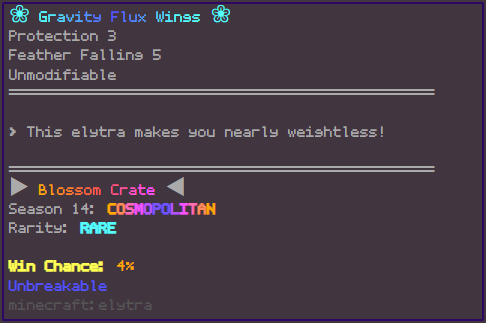 ❀ Gravity Flux Wings ❀
Protection 3
Feather Falling 5
Unmodifiable
> This elytra makes you nearly weightless!
▶ Blossom Crate ◀
Season 14: COSMOPOLITAN
Rarity: RARE
Win Chance: 4%
Unbreakable
minecraft:elytra